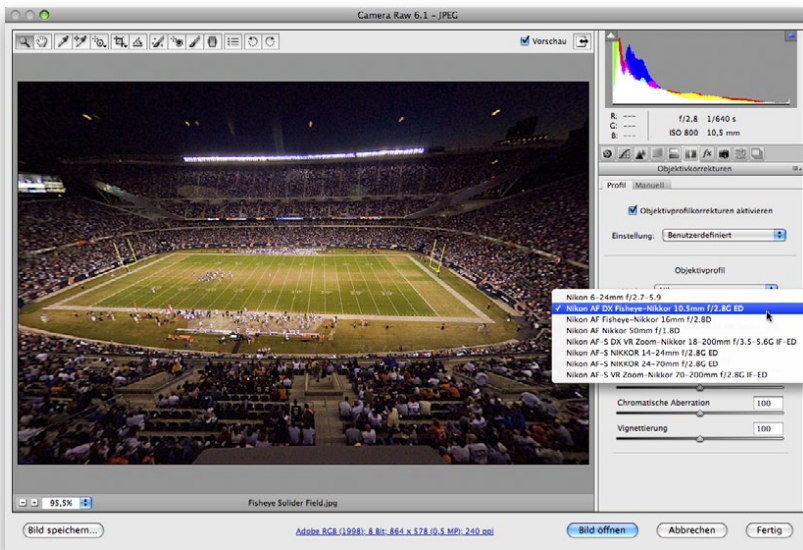 Camera Raw 6.1 – JPEG
Vorschau
R: ---
G: ---
B: ---
f/2,8 1/640 s
ISO 800 10,5 mm
Objektivkorrekturen
Profil Manuell
Objektivprofilkorrekturen aktivieren
Einstellung: Benutzerdefiniert
Objektivprofil
Nikon 6-24mm f/2.7-5.9
✓ Nikon AF DX Fisheye-Nikkor 10.5mm f/2.8G ED
Nikon AF Fisheye-Nikkor 16mm f/2.8D
Nikon AF Nikkor 50mm f/1.8D
Nikon AF-S DX VR Zoom-Nikkor 18-200mm f/3.5-5.6G IF-ED
Nikon AF-S NIKKOR 14-24mm f/2.8G ED
Nikon AF-S NIKKOR 24-70mm f/2.8G ED
Nikon AF-S VR Zoom-Nikkor 70-200mm f/2.8G IF-ED
Chromatische Aberration 100
Vignettierung 100
95,5%
Fisheye Solider Field.jpg
Bild speichern...
Adobe RGB (1998); 8 Bit; 864 x 578 (0,5 MP); 240 ppi
Bild öffnen
Abbrechen
Fertig